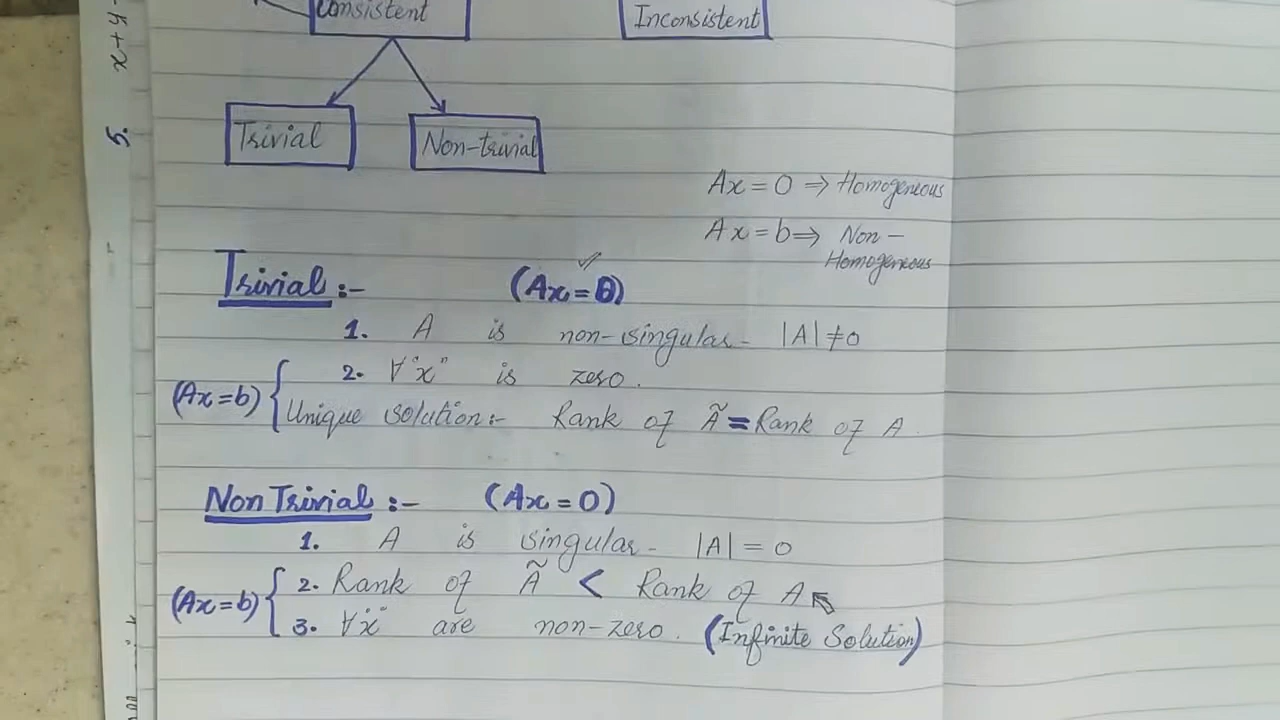 Consistent
Inconsistent
5. x+y-
Trivial
Non-trivial
Ax = 0 ⇒ Homogeneous
Ax = b ⇒ Non-
Homogeneous
Trivial :- (Ax = 0)
1. A is non-singular |A| ≠ 0
(Ax = b) 2. ∀ "x" is zero.
Unique solution:- Rank of Ã = Rank of A
Non Trivial :- (Ax = 0)
1. A is singular |A| = 0
(Ax = b) 2. Rank of Ã < Rank of A
3. ∀ "x" are non-zero. (Infinite Solution)